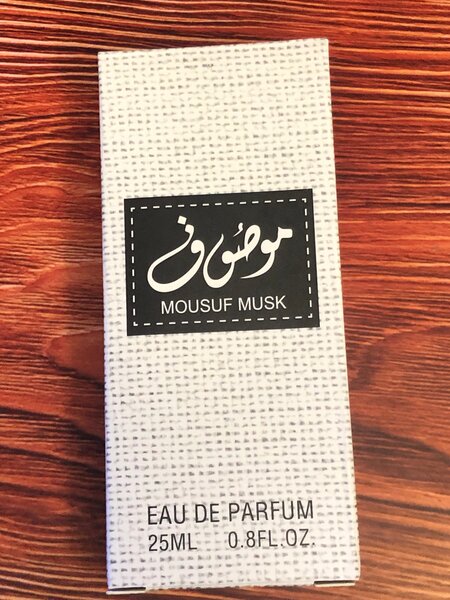 موصوف
MOUSUF MUSK
EAU DE PARFUM
25ML 0.8FL.OZ.